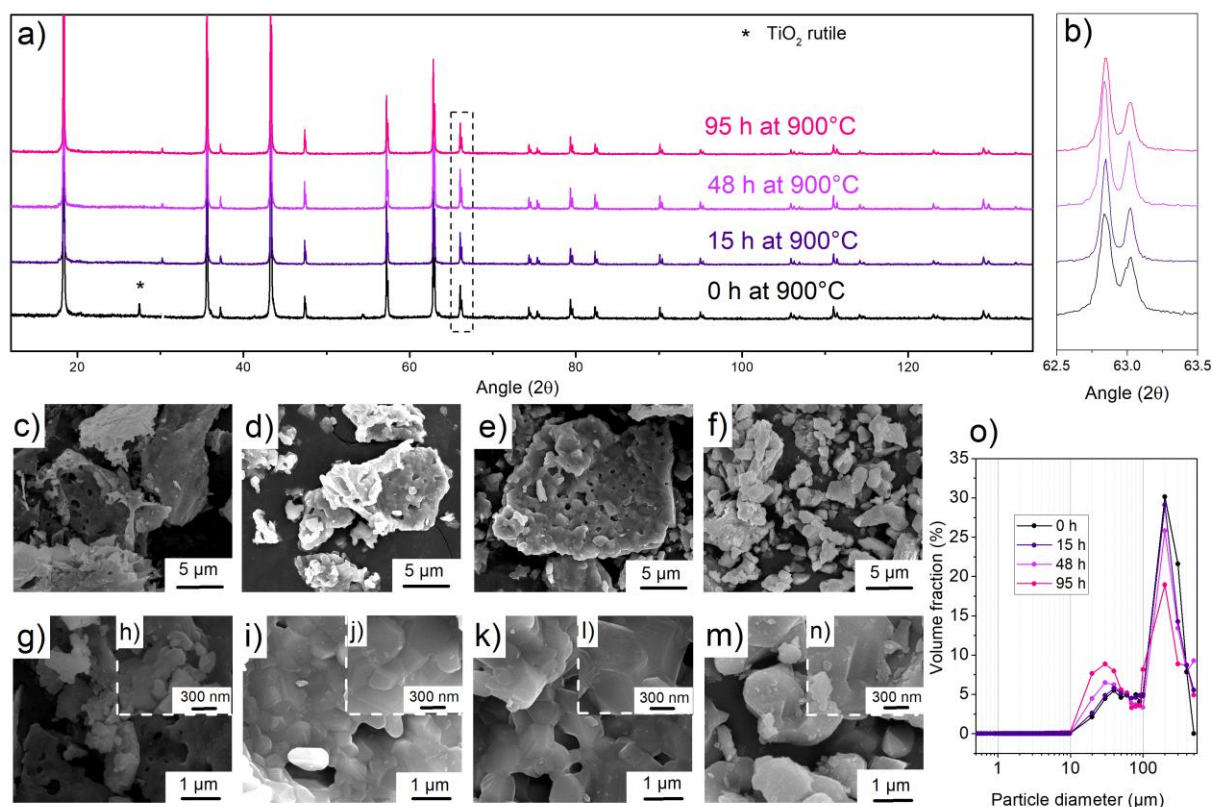 a)
* TiO2 rutile
95 h at 900°C
48 h at 900°C
15 h at 900°C
0 h at 900°C
*
20 40 60 80 100 120
Angle (2θ)
b)
62.5 63.0 63.5
Angle (2θ)
c)
5 µm
d)
5 µm
e)
5 µm
f)
5 µm
g)
1 µm
h)
300 nm
i)
1 µm
j)
300 nm
k)
1 µm
l)
300 nm
m)
1 µm
n)
300 nm
o)
Volume fraction (%)
35
30
25
20
15
10
5
0
0 h
15 h
48 h
95 h
1 10 100
Particle diameter (µm)